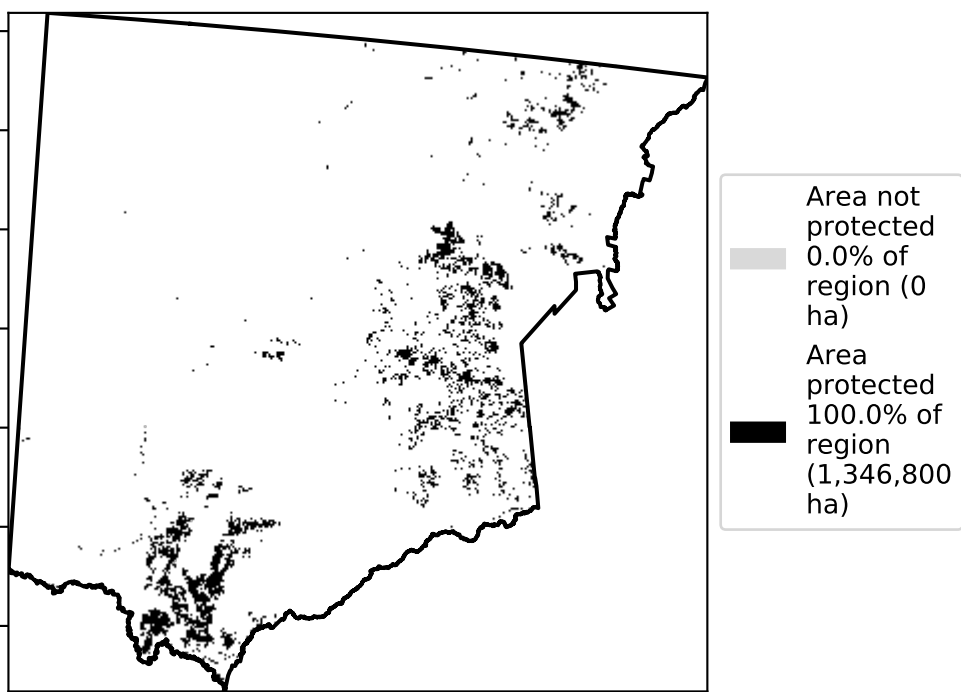 Area not
protected
0.0% of
region (0
ha)
Area
protected
100.0% of
region
(1,346,800
ha)